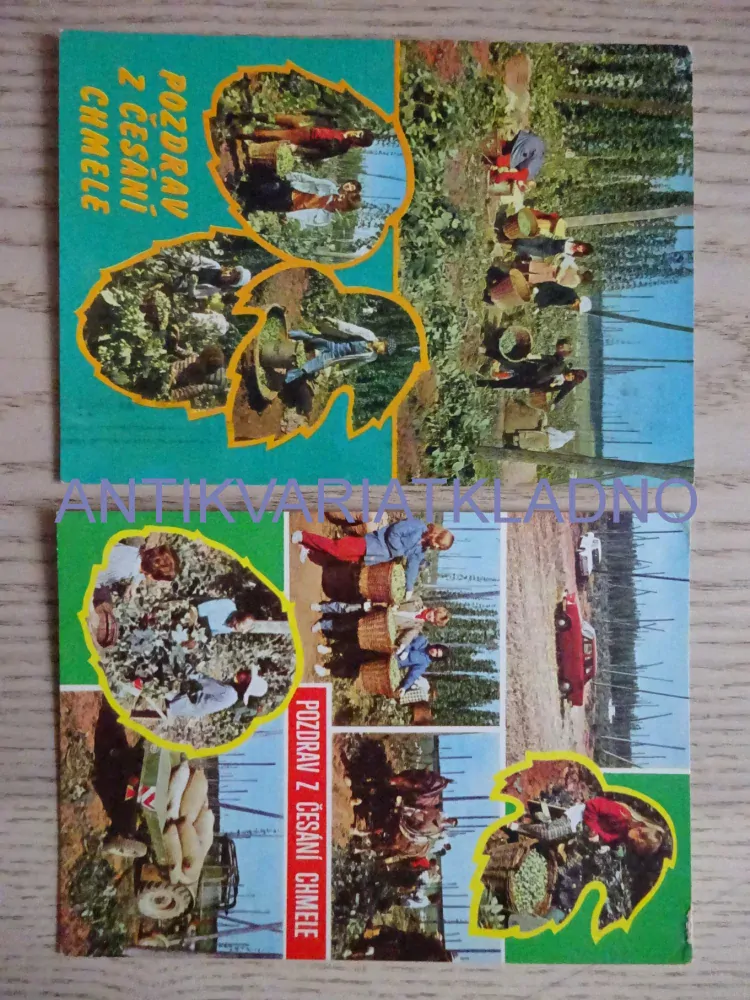 POZDRAV
Z ČESÁNÍ
CHMELE
ANTIKVARIATKLADNO
POZDRAV Z ČESÁNÍ CHMELE